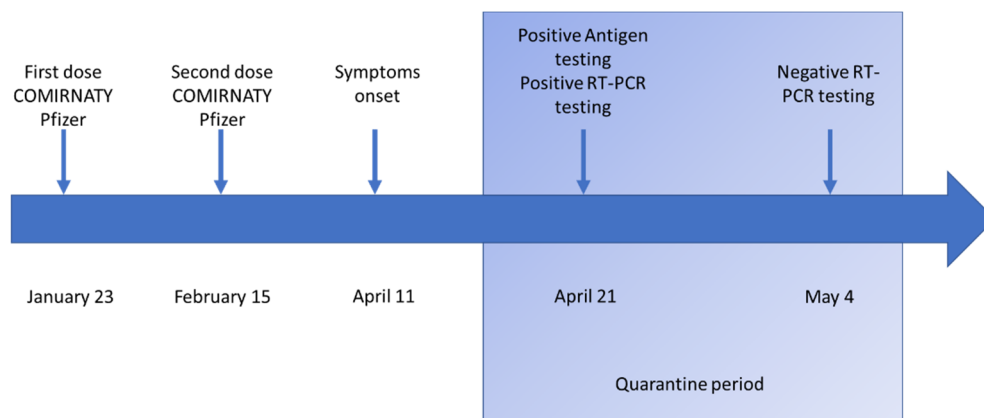 First dose
COMIRNATY
Pfizer
Second dose
COMIRNATY
Pfizer
Symptoms
onset
Positive Antigen
testing
Positive RT-PCR
testing
Negative RT-
PCR testing
January 23
February 15
April 11
April 21
May 4
Quarantine period